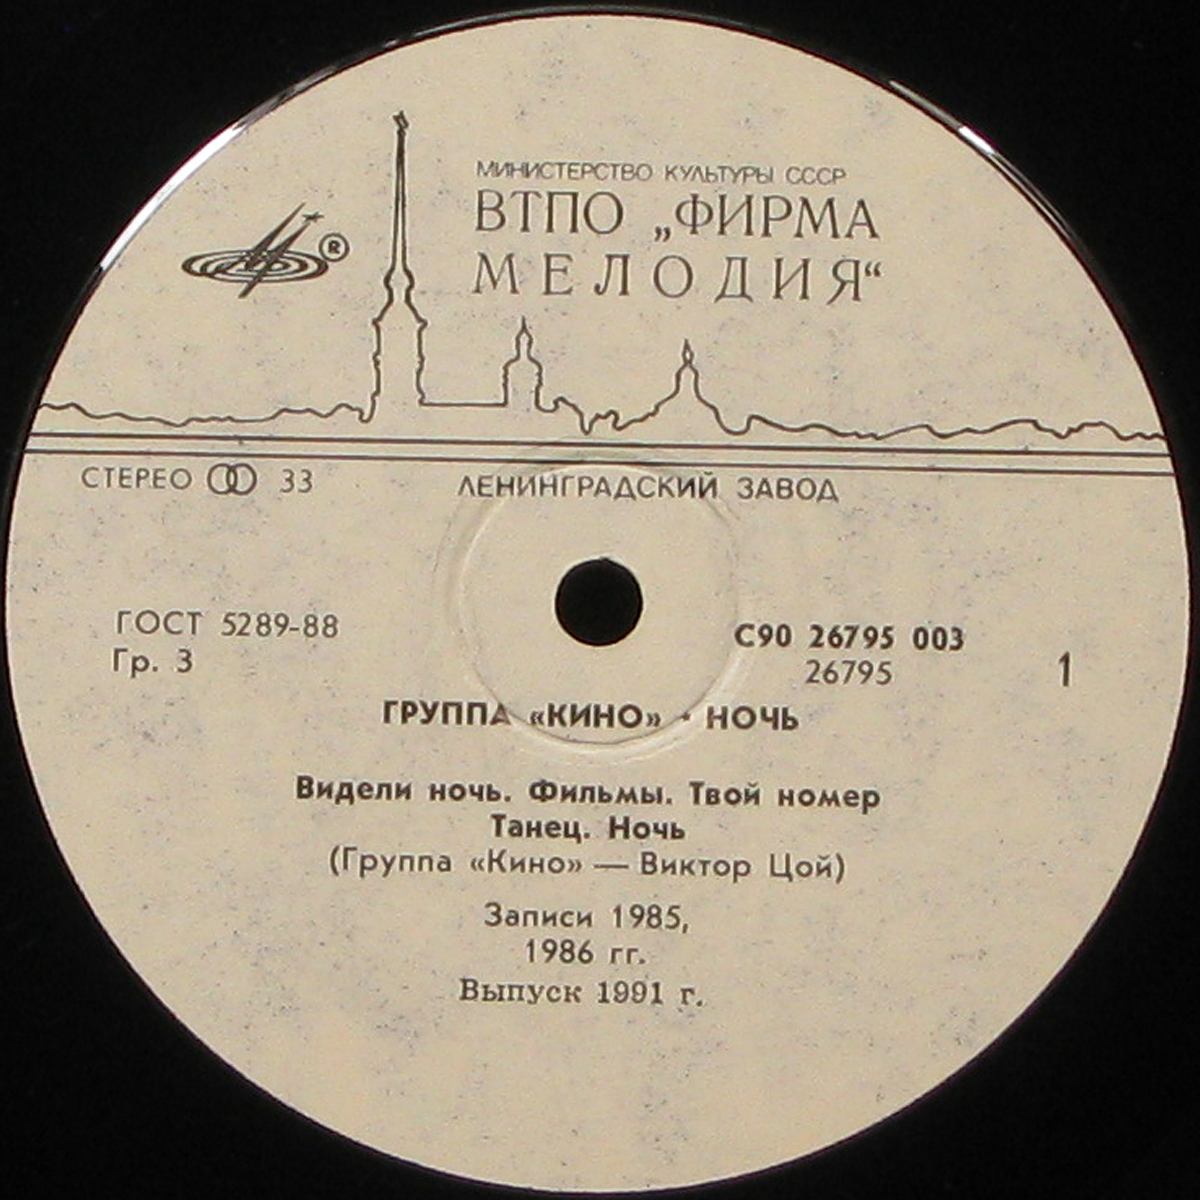 МИНИСТЕРСТВО КУЛЬТУРЫ СССР
ВТПО „ФИРМА
МЕЛОДИЯ“
®
СТЕРЕО 33
ЛЕНИНГРАДСКИЙ ЗАВОД
ГОСТ 5289-88
Гр. 3
С90 26795 003
26795
1
ГРУППА «КИНО» • НОЧЬ
Видели ночь. Фильмы. Твой номер
Танец. Ночь
(Группа «Кино» — Виктор Цой)
Записи 1985,
1986 гг.
Выпуск 1991 г.